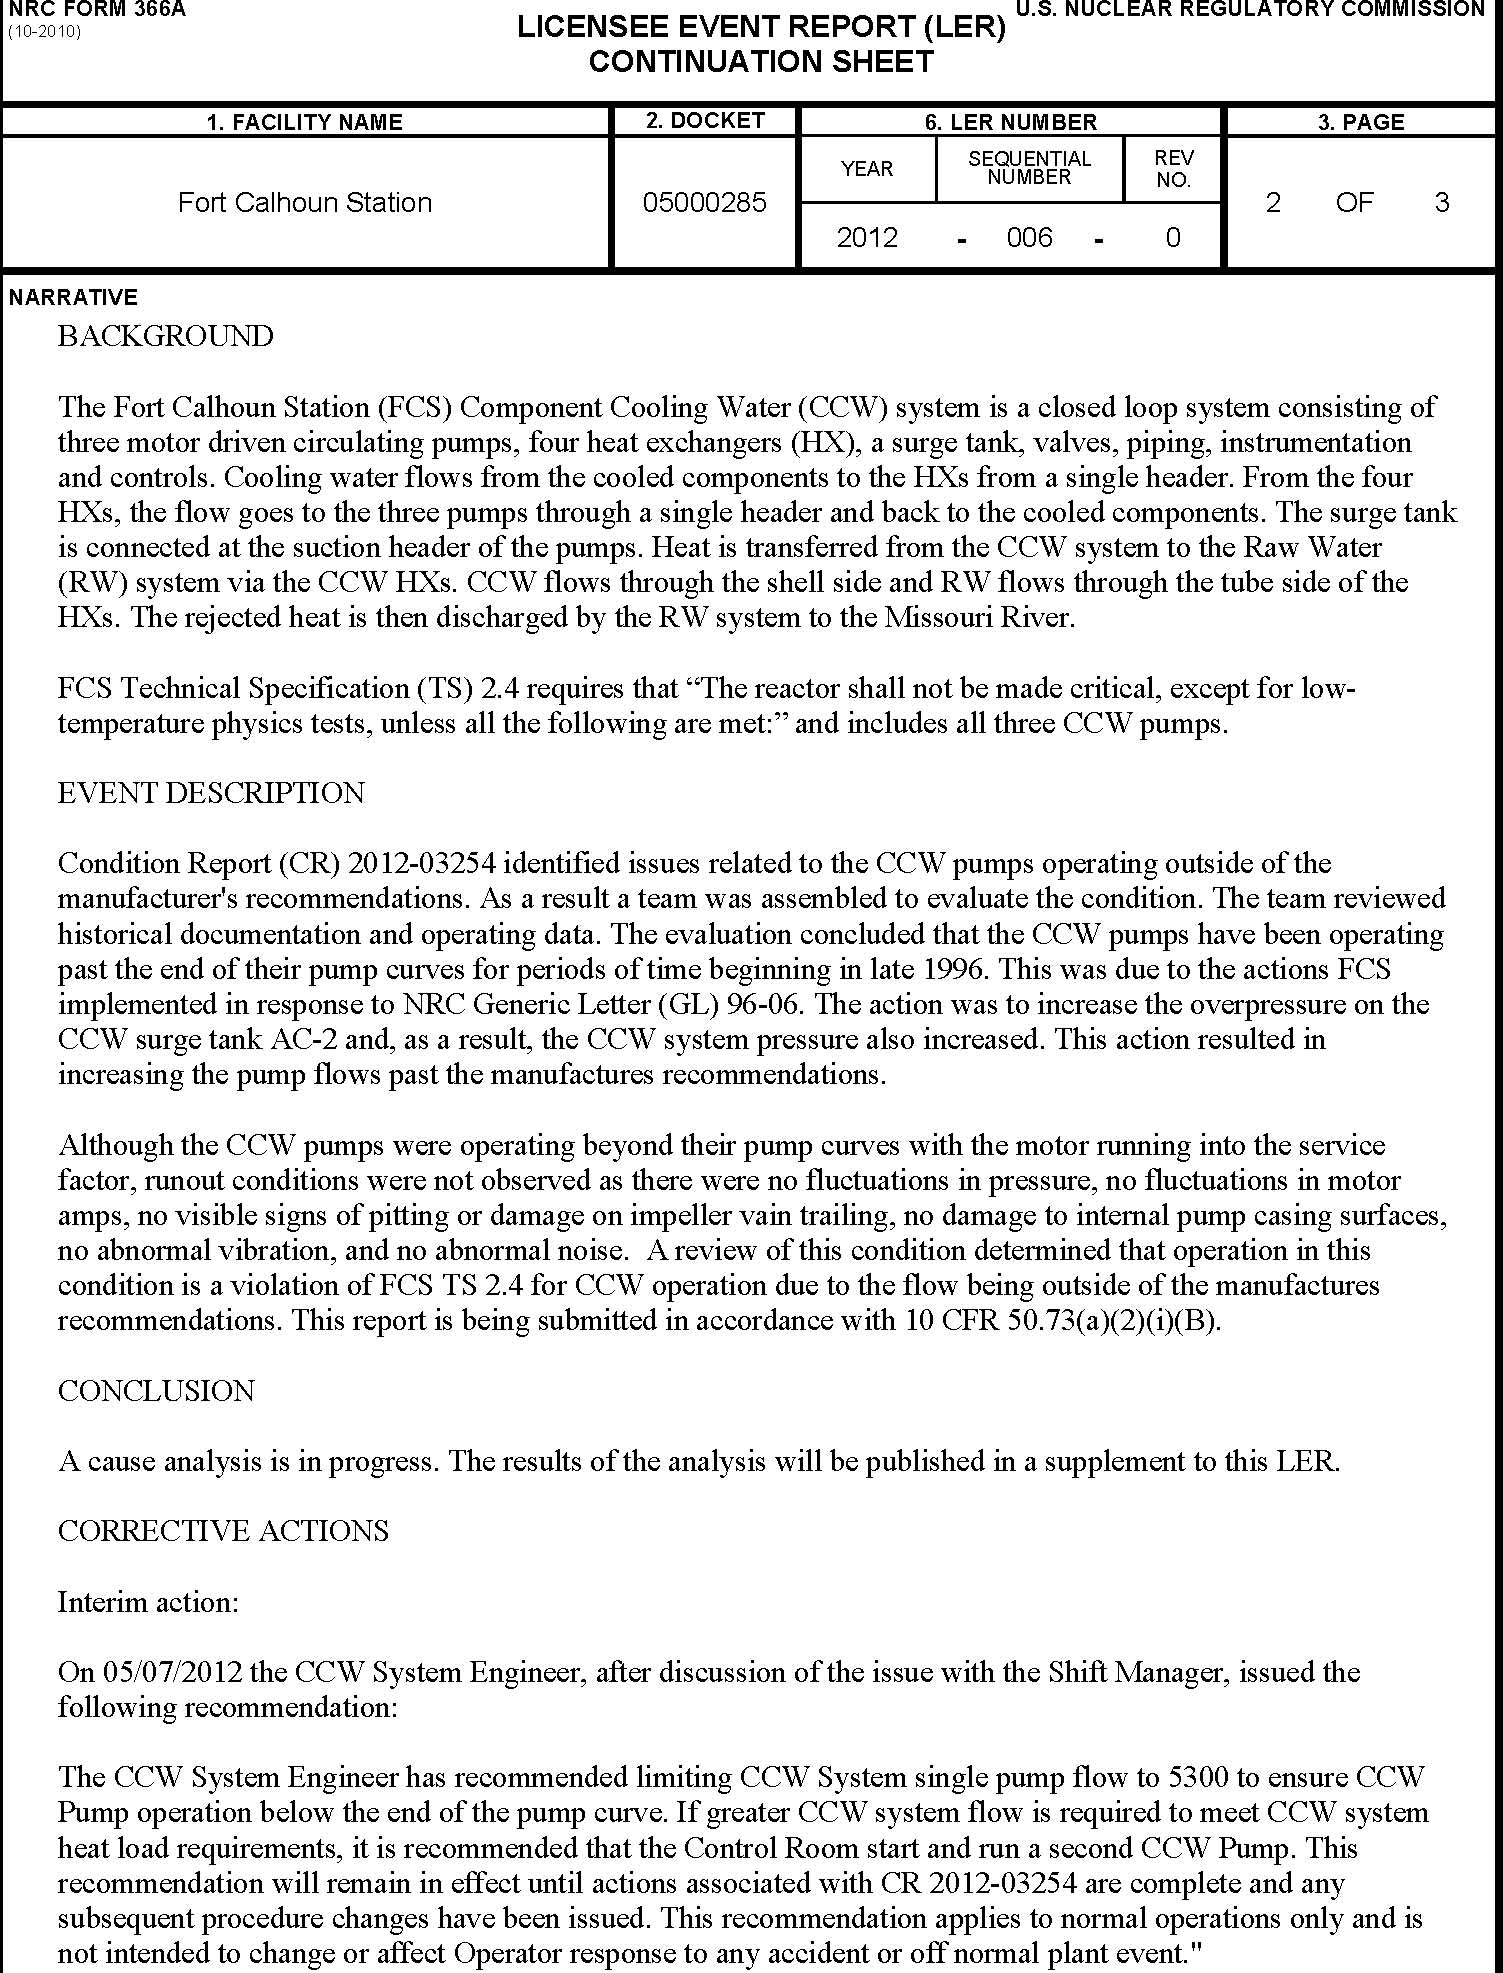 NRC FORM 366A
(10-2010)
LICENSEE EVENT REPORT (LER)
CONTINUATION SHEET
U.S. NUCLEAR REGULATORY COMMISSION
1. FACILITY NAME
2. DOCKET
6. LER NUMBER
3. PAGE
Fort Calhoun Station
05000285
YEAR
SEQUENTIAL
NUMBER
REV
NO.
2 OF 3
2012 - 006 - 0
NARRATIVE
BACKGROUND
The Fort Calhoun Station (FCS) Component Cooling Water (CCW) system is a closed loop system consisting of
three motor driven circulating pumps, four heat exchangers (HX), a surge tank, valves, piping, instrumentation
and controls. Cooling water flows from the cooled components to the HXs from a single header. From the four
HXs, the flow goes to the three pumps through a single header and back to the cooled components. The surge tank
is connected at the suction header of the pumps. Heat is transferred from the CCW system to the Raw Water
(RW) system via the CCW HXs. CCW flows through the shell side and RW flows through the tube side of the
HXs. The rejected heat is then discharged by the RW system to the Missouri River.
FCS Technical Specification (TS) 2.4 requires that “The reactor shall not be made critical, except for low-
temperature physics tests, unless all the following are met:” and includes all three CCW pumps.
EVENT DESCRIPTION
Condition Report (CR) 2012-03254 identified issues related to the CCW pumps operating outside of the
manufacturer's recommendations. As a result a team was assembled to evaluate the condition. The team reviewed
historical documentation and operating data. The evaluation concluded that the CCW pumps have been operating
past the end of their pump curves for periods of time beginning in late 1996. This was due to the actions FCS
implemented in response to NRC Generic Letter (GL) 96-06. The action was to increase the overpressure on the
CCW surge tank AC-2 and, as a result, the CCW system pressure also increased. This action resulted in
increasing the pump flows past the manufactures recommendations.
Although the CCW pumps were operating beyond their pump curves with the motor running into the service
factor, runout conditions were not observed as there were no fluctuations in pressure, no fluctuations in motor
amps, no visible signs of pitting or damage on impeller vain trailing, no damage to internal pump casing surfaces,
no abnormal vibration, and no abnormal noise.  A review of this condition determined that operation in this
condition is a violation of FCS TS 2.4 for CCW operation due to the flow being outside of the manufactures
recommendations. This report is being submitted in accordance with 10 CFR 50.73(a)(2)(i)(B).
CONCLUSION
A cause analysis is in progress. The results of the analysis will be published in a supplement to this LER.
CORRECTIVE ACTIONS
Interim action:
On 05/07/2012 the CCW System Engineer, after discussion of the issue with the Shift Manager, issued the
following recommendation:
The CCW System Engineer has recommended limiting CCW System single pump flow to 5300 to ensure CCW
Pump operation below the end of the pump curve. If greater CCW system flow is required to meet CCW system
heat load requirements, it is recommended that the Control Room start and run a second CCW Pump. This
recommendation will remain in effect until actions associated with CR 2012-03254 are complete and any
subsequent procedure changes have been issued. This recommendation applies to normal operations only and is
not intended to change or affect Operator response to any accident or off normal plant event."